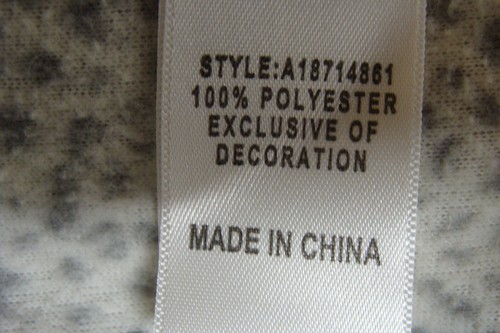 STYLE:A18714861
100% POLYESTER
EXCLUSIVE OF
DECORATION
MADE IN CHINA